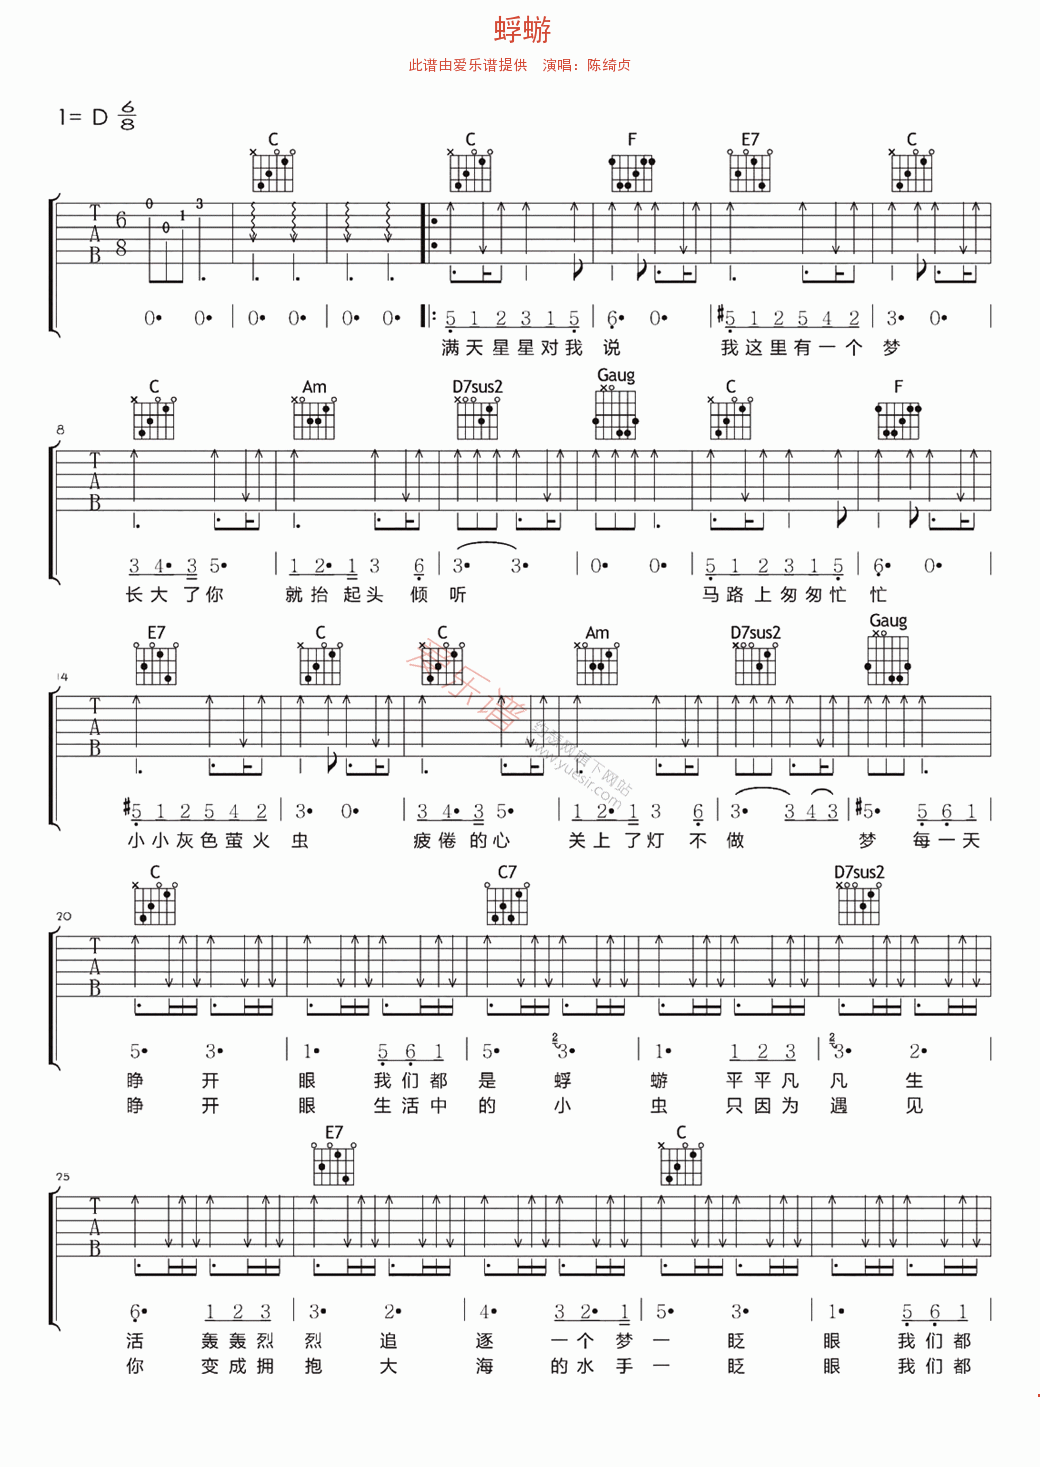 蜉蝣
此谱由爱乐谱提供 演唱：陈绮贞
1= D 6/8
C C F E7 C
T A B 6 8 0 0 1 3
0• 0• 0• 0• 0• 0• 5 1 2 3 1 5 6• 0• #5 1 2 5 4 2 3• 0•
满天星星对我说 我这里有一个梦
C Am D7sus2 Gaug C F
8
T A B
3 4• 3 5• 1 2• 1 3 6 3• 3• 0• 0• 5 1 2 3 1 5 6• 0•
长大了你 就抬起头倾听 马路上匆匆忙忙
E7 C C Am D7sus2 Gaug
14
T A B
#5 1 2 5 4 2 3• 0• 3 4• 3 5• 1 2• 1 3 6 3• 3 4 3 #5• 5 6 1
小小灰色萤火虫 疲倦的心 关上了灯不做 梦 每一天
C C7 D7sus2
20
T A B
5• 3• 1• 5 6 1 5• 2 3• 1• 1 2 3 2 3• 2•
睁开眼我们都是蜉蝣平平凡凡生
睁开眼生活中的小虫只因为遇见
E7 C
25
T A B
6• 1 2 3 3• 2• 4• 3 2• 1 5• 3• 1• 5 6 1
活轰轰烈烈追逐一个梦一眨眼我们都
你变成拥抱大海的水手一眨眼我们都
爱乐谱
www.yuesir.com